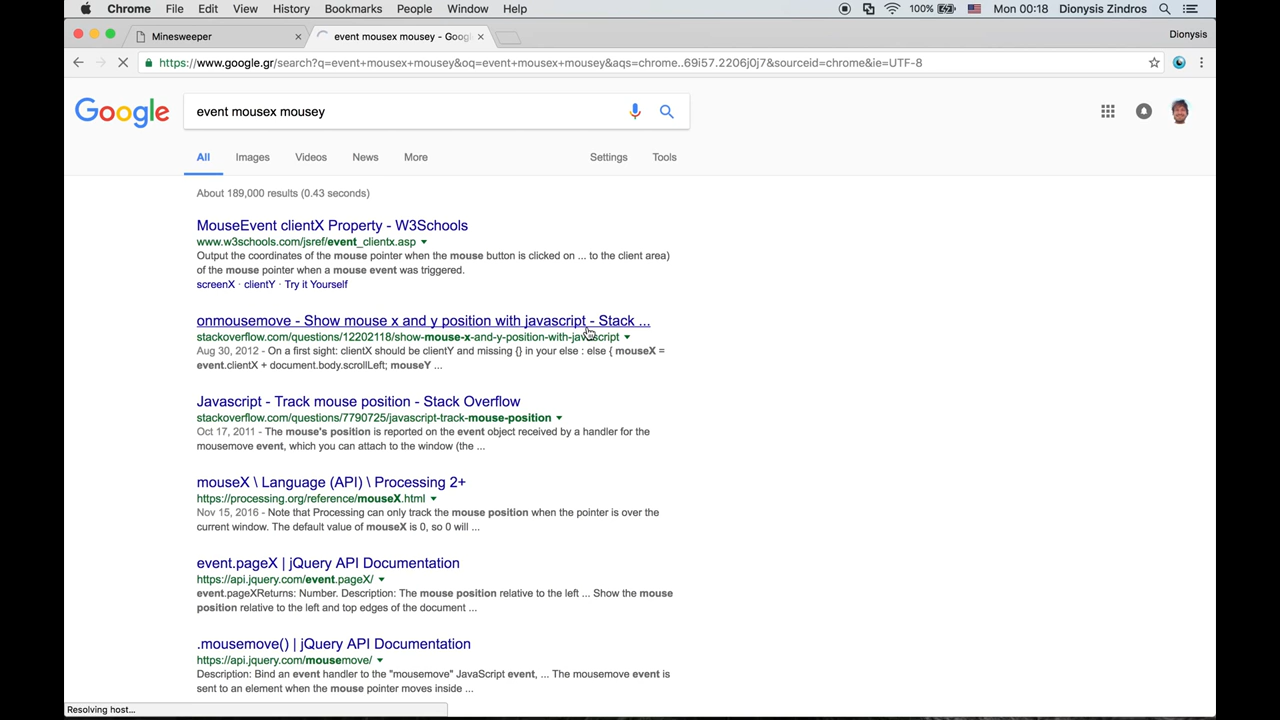 Chrome File Edit View History Bookmarks People Window Help 100% Mon 00:18 Dionysis Zindros
Minesweeper event mousex mousey - Goog Dionysis
https://www.google.gr/search?q=event+mousex+mousey&oq=event+mousex+mousey&aqs=chrome..69i57.2206j0j7&sourceid=chrome&ie=UTF-8
Google event mousex mousey
All Images Videos News More Settings Tools
About 189,000 results (0.43 seconds)
MouseEvent clientX Property - W3Schools
www.w3schools.com/jsref/event_clientx.asp
Output the coordinates of the mouse pointer when the mouse button is clicked on ... to the client area)
of the mouse pointer when a mouse event was triggered.
screenX · clientY · Try it Yourself
onmousemove - Show mouse x and y position with javascript - Stack ...
stackoverflow.com/questions/12202118/show-mouse-x-and-y-position-with-javascript
Aug 30, 2012 - On a first sight: clientX should be clientY and missing {} in your else : else { mouseX =
event.clientX + document.body.scrollLeft; mouseY ...
Javascript - Track mouse position - Stack Overflow
stackoverflow.com/questions/7790725/javascript-track-mouse-position
Oct 17, 2011 - The mouse's position is reported on the event object received by a handler for the
mousemove event, which you can attach to the window (the ...
mouseX \ Language (API) \ Processing 2+
https://processing.org/reference/mouseX.html
Nov 15, 2016 - Note that Processing can only track the mouse position when the pointer is over the
current window. The default value of mouseX is 0, so 0 will ...
event.pageX | jQuery API Documentation
https://api.jquery.com/event.pageX/
event.pageXReturns: Number. Description: The mouse position relative to the left ... Show the mouse
position relative to the left and top edges of the document ...
.mousemove() | jQuery API Documentation
https://api.jquery.com/mousemove/
Description: Bind an event handler to the "mousemove" JavaScript event, ... The mousemove event is
sent to an element when the mouse pointer moves inside ...
Resolving host...